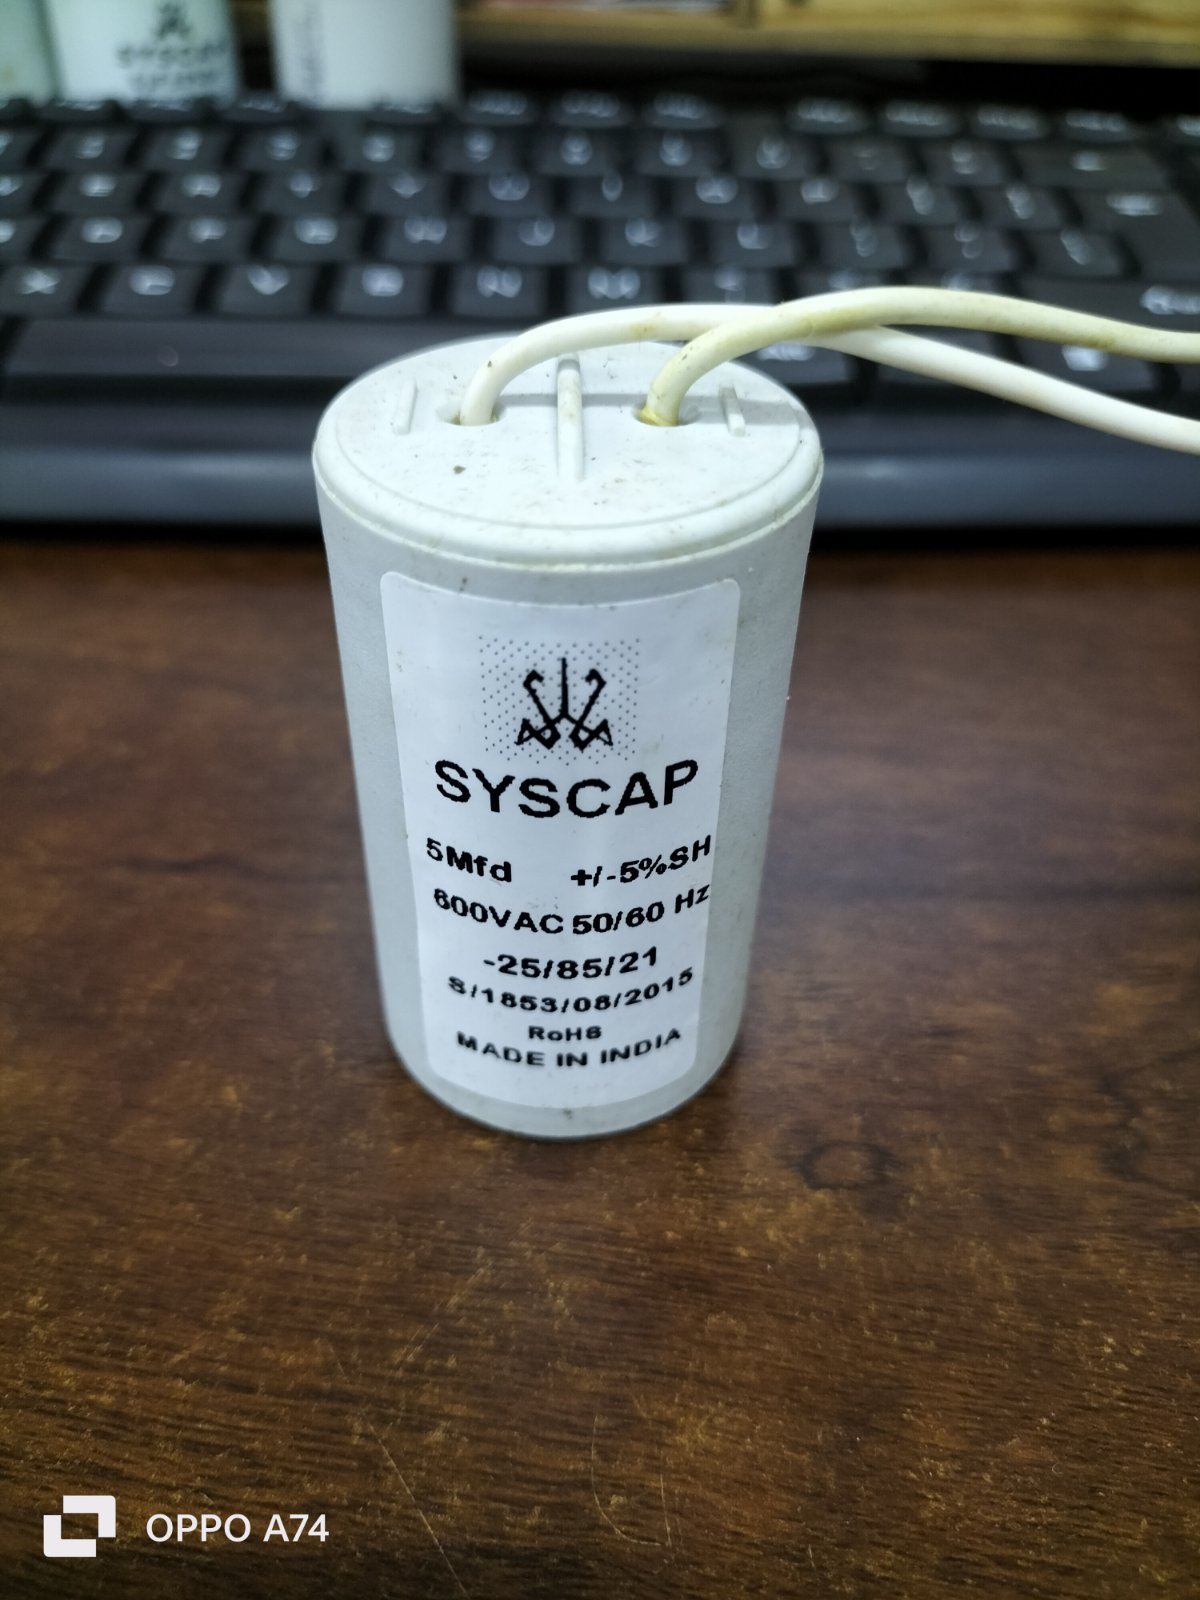 SYSCAP
SYSCAP
5Mfd +/-5%SH
600VAC 50/60 Hz
-25/85/21
S/1853/08/2015
RoHS
MADE IN INDIA
OPPO A74